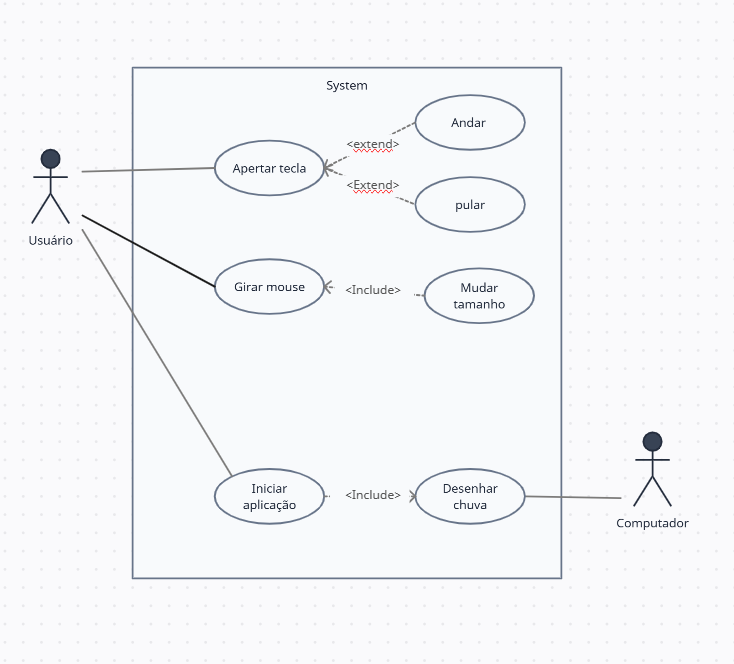 System
Andar
<extend>
Apertar tecla
<Extend>
pular
Usuário
Girar mouse
<Include>
Mudar
tamanho
Iniciar
aplicação
<Include>
Desenhar
chuva
Computador